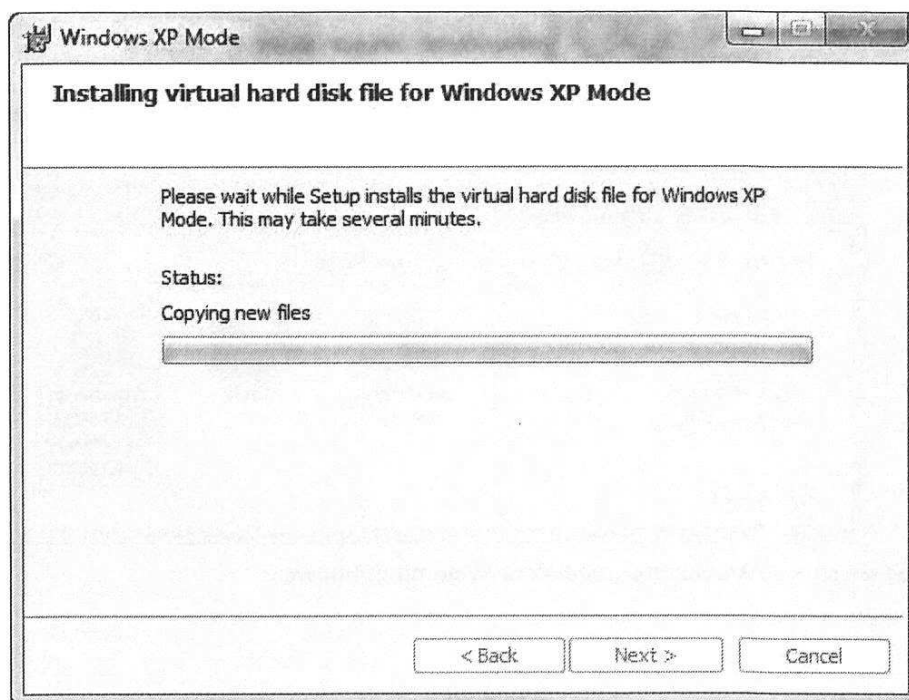 Windows XP Mode
Installing virtual hard disk file for Windows XP Mode
Please wait while Setup installs the virtual hard disk file for Windows XP
Mode. This may take several minutes.
Status:
Copying new files
< Back
Next >
Cancel